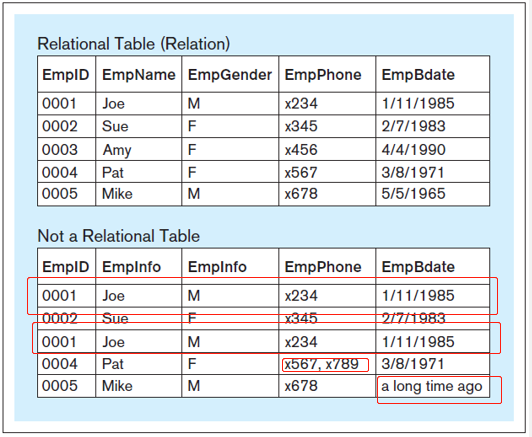 Relational Table (Relation)
EmpID EmpName EmpGender EmpPhone EmpBdate
0001 Joe M x234 1/11/1985
0002 Sue F x345 2/7/1983
0003 Amy F x456 4/4/1990
0004 Pat F x567 3/8/1971
0005 Mike M x678 5/5/1965
Not a Relational Table
EmpID EmpInfo EmpInfo EmpPhone EmpBdate
0001 Joe M x234 1/11/1985
0002 Sue F x345 2/7/1983
0001 Joe M x234 1/11/1985
0004 Pat F x567, x789 3/8/1971
0005 Mike M x678 a long time ago